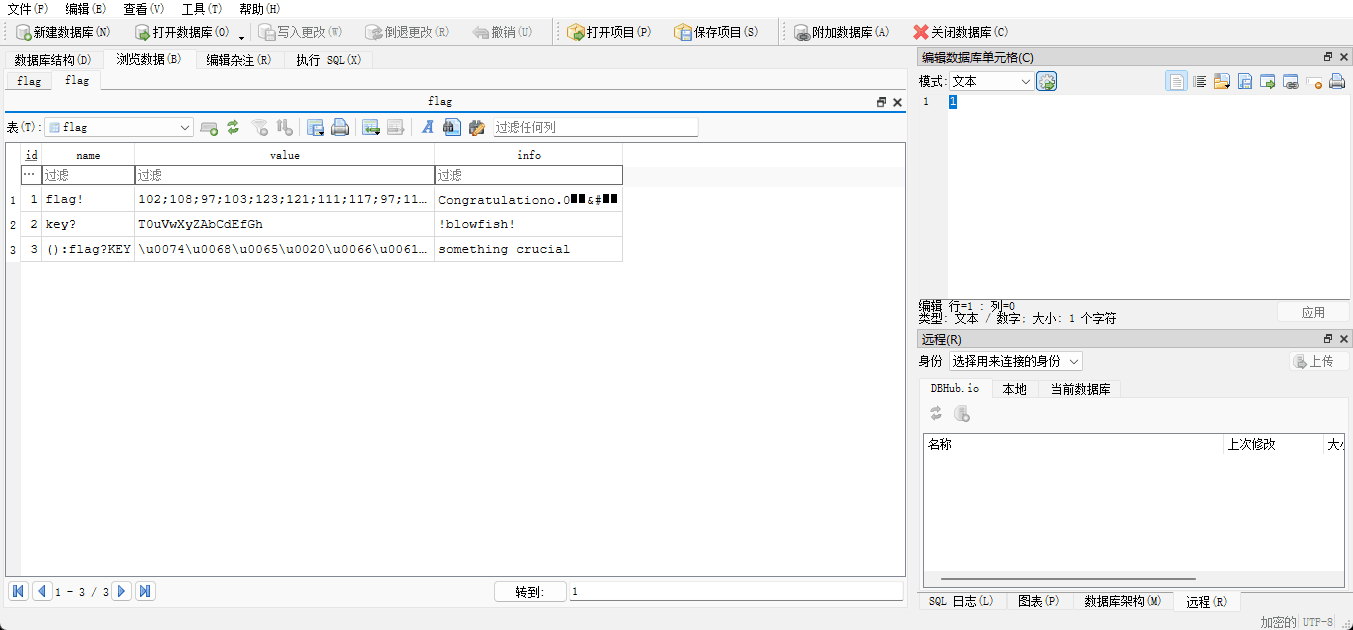 文件(F) 编辑(E) 查看(V) 工具(T) 帮助(H)
新建数据库(N) 打开数据库(O) 写入更改(W) 倒退更改(R) 撤销(U) 打开项目(P) 保存项目(S) 附加数据库(A) 关闭数据库(C)
数据库结构(D) 浏览数据(B) 编辑杂注(R) 执行 SQL(X)
flag flag
flag
表(T): flag 过滤任何列
id name value info
... 过滤 过滤 过滤
1 1 flag! 102;108;97;103;123;121;111;117;97;11... Congratulationo.0■■&#■■
2 2 key? T0uVwXyZAbCdEfGh !blowfish!
3 3 ():flag?KEY \u0074\u0068\u0065\u0020\u0066\u0061... something crucial
1 - 3 / 3 转到: 1
编辑数据库单元格(C)
模式: 文本
1 1
编辑 行=1 : 列=0
类型: 文本 / 数字; 大小: 1 个字符
应用
远程(R)
身份 选择用来连接的身份 上传
DBHub.io 本地 当前数据库
名称 上次修改 大小
SQL 日志(L) 图表(P) 数据库架构(M) 远程(R)
加密的 UTF-8